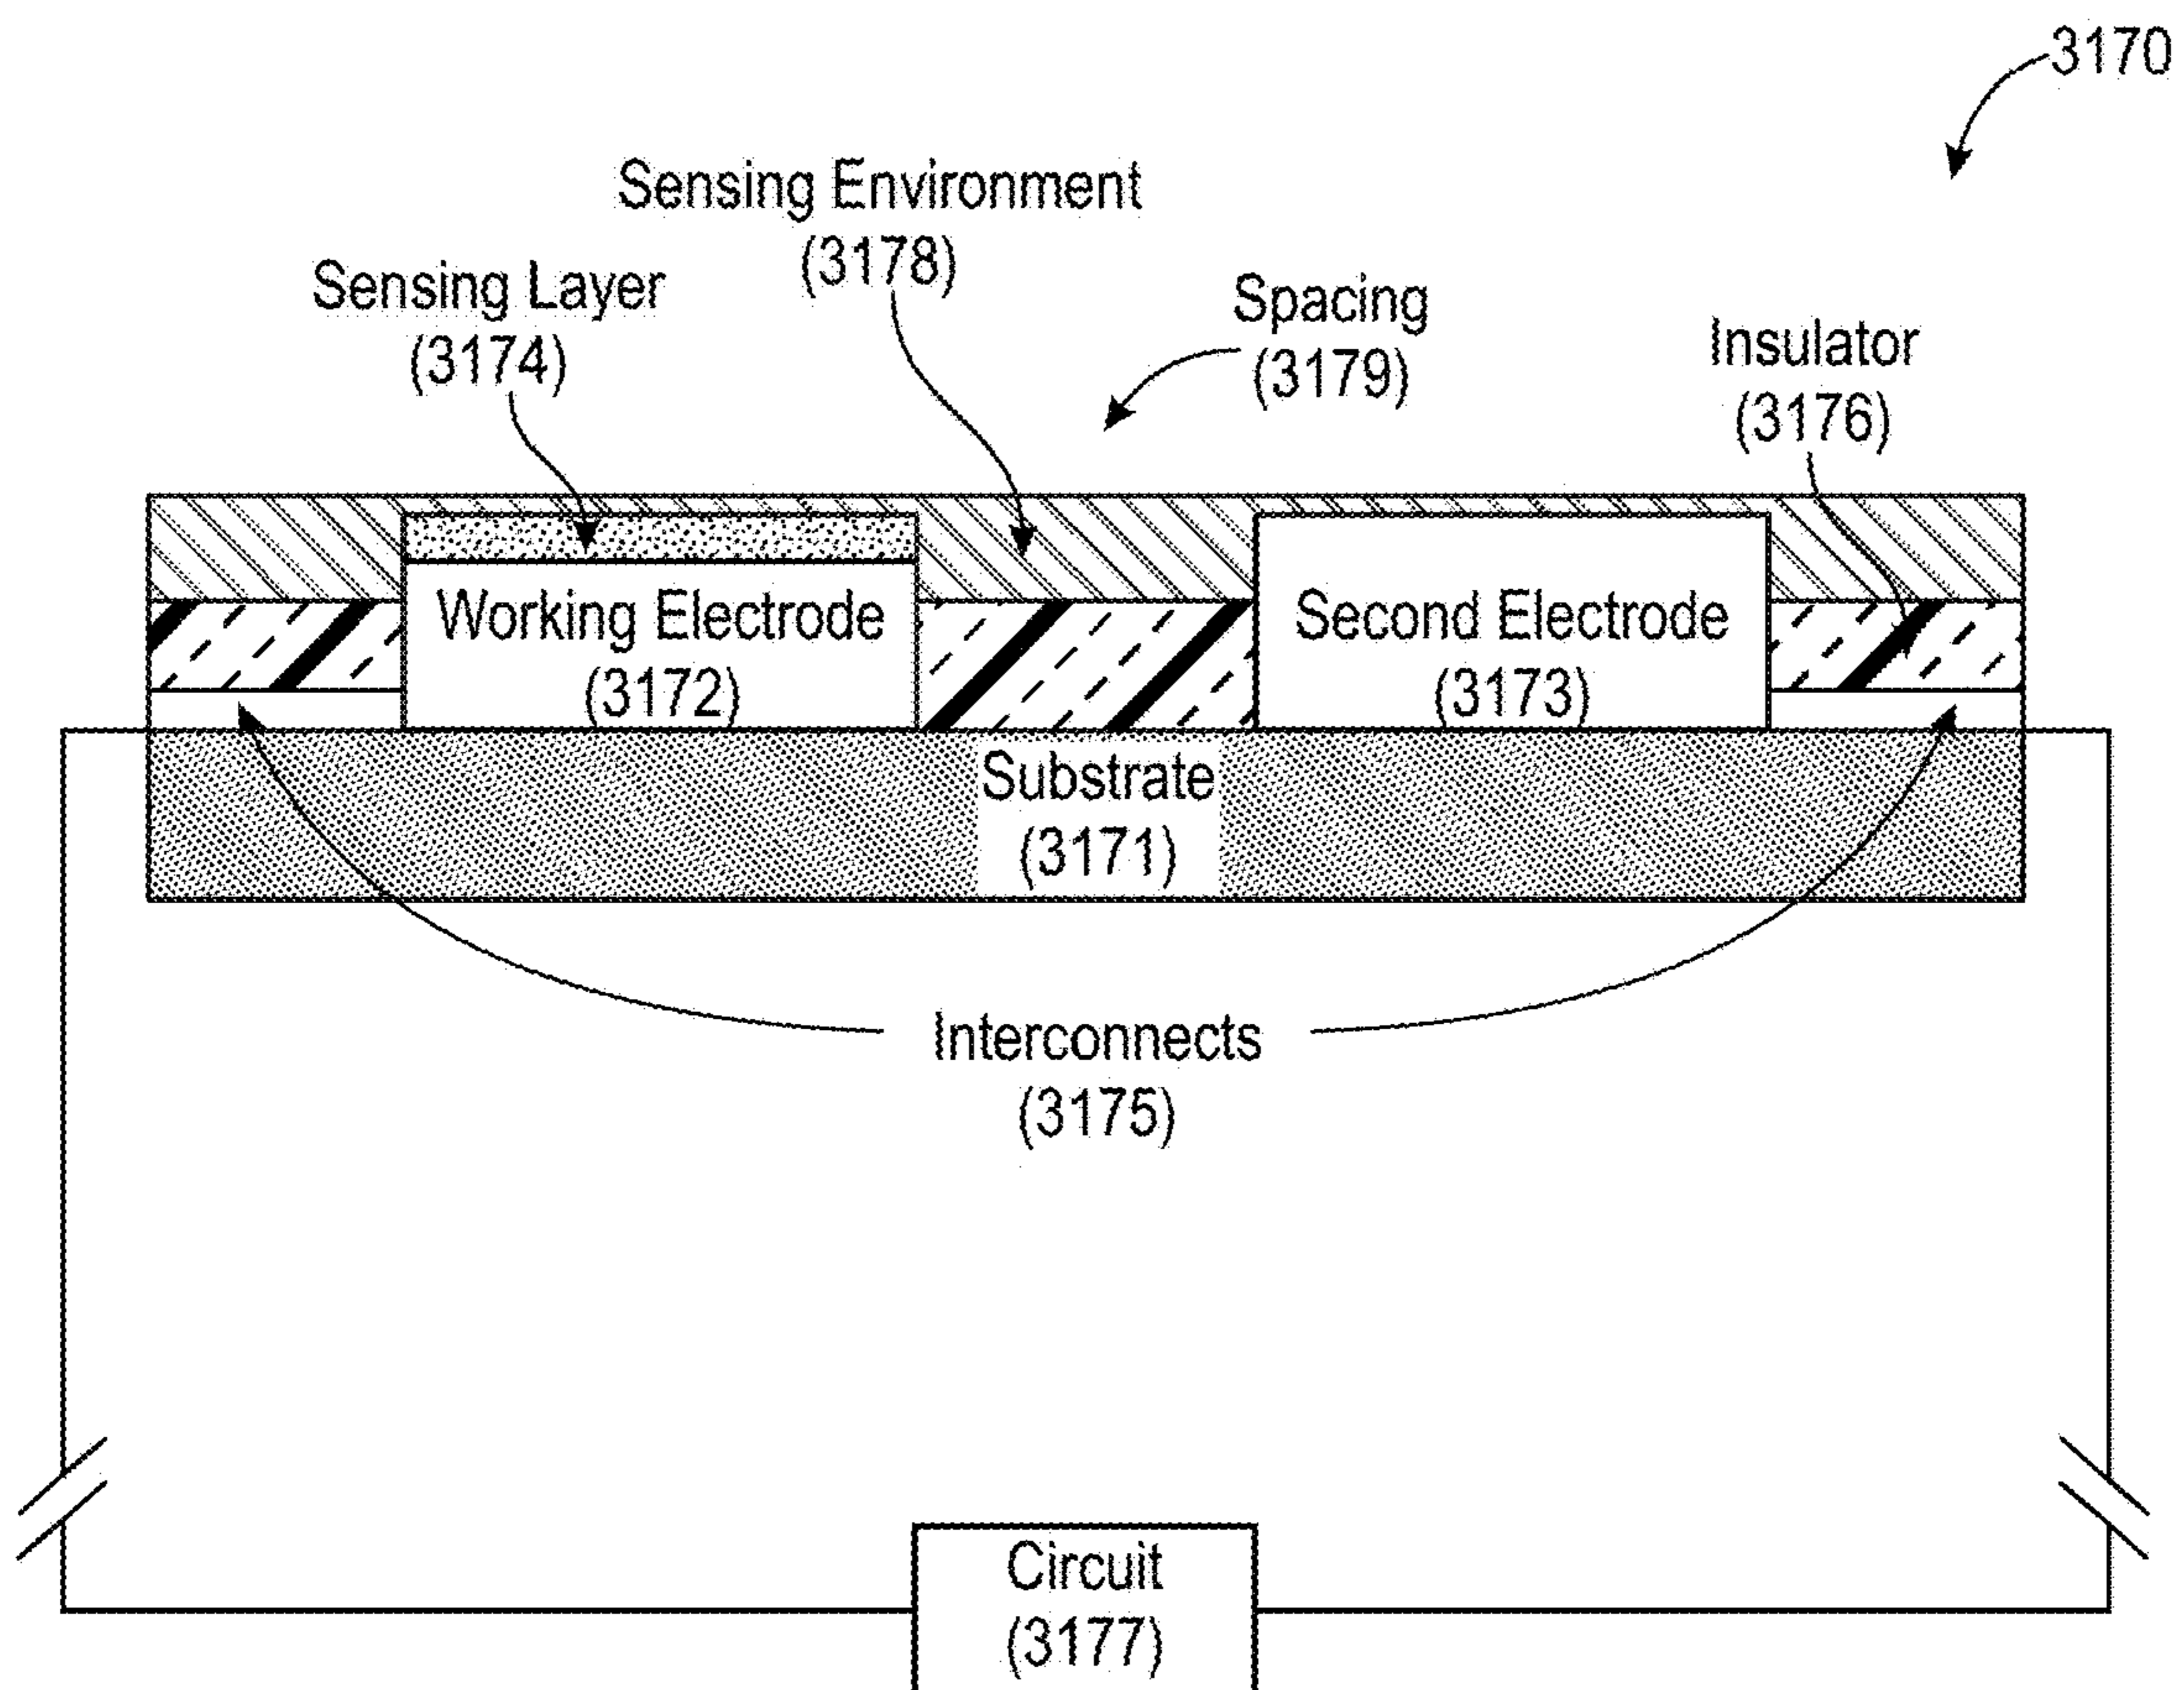 3170
Sensing Environment
(3178)
Sensing Layer
(3174)
Spacing
(3179)
Insulator
(3176)
Working Electrode
(3172)
Second Electrode
(3173)
Substrate
(3171)
Interconnects
(3175)
Circuit
(3177)